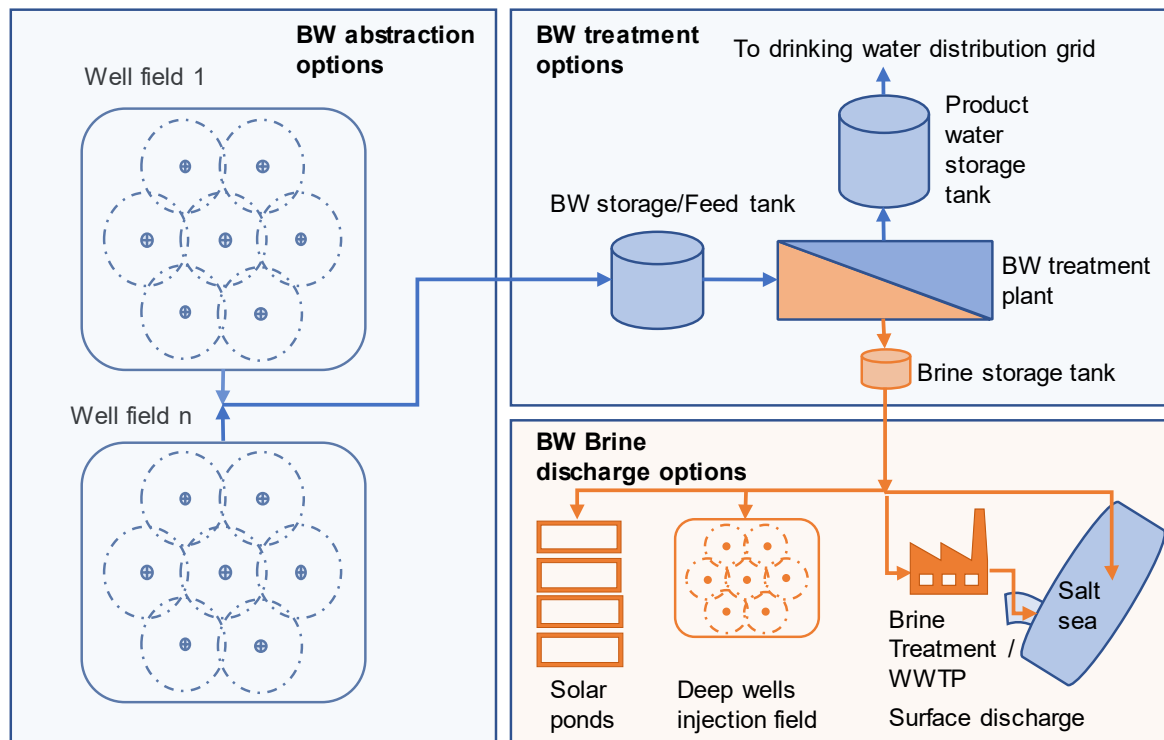 BW abstraction
options
Well field 1
Well field n
BW treatment
options
To drinking water distribution grid
Product
water
storage
tank
BW storage/Feed tank
BW treatment
plant
Brine storage tank
BW Brine
discharge options
Solar
ponds
Deep wells
injection field
Brine
Treatment /
WWTP
Surface discharge
Salt
sea